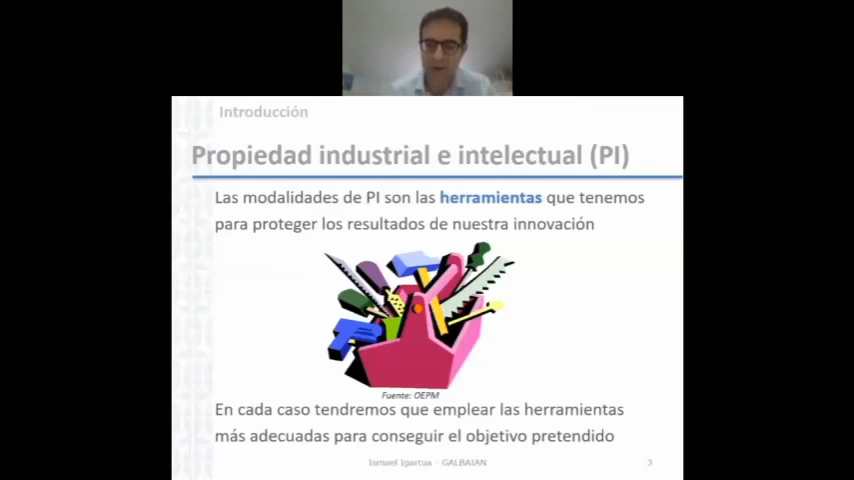 Introducción
Propiedad industrial e intelectual (PI)
Las modalidades de PI son las herramientas que tenemos
para proteger los resultados de nuestra innovación
Fuente: OEPM
En cada caso tendremos que emplear las herramientas
más adecuadas para conseguir el objetivo pretendido
Ismael Igartua - GALBAIAN
3